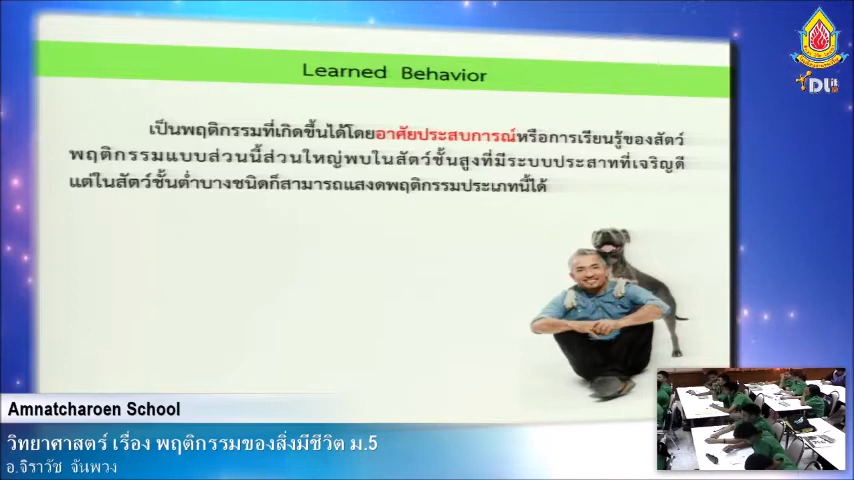 Learned Behavior
เป็นพฤติกรรมที่เกิดขึ้นได้โดยอาศัยประสบการณ์หรือการเรียนรู้ของสัตว์
พฤติกรรมแบบส่วนนี้ส่วนใหญ่พบในสัตว์ชั้นสูงที่มีระบบประสาทที่เจริญดี
แต่ในสัตว์ชั้นต่ำบางชนิดก็สามารถแสงดพฤติกรรมประเภทนี้ได้
DLit
Amnatcharoen School
วิทยาศาสตร์ เรื่อง พฤติกรรมของสิ่งมีชีวิต ม.5
อ.จิราวัช จันพวง